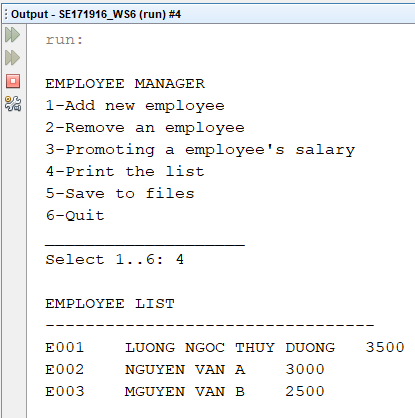 Output - SE171916_WS6 (run) #4
run:
EMPLOYEE MANAGER
1-Add new employee
2-Remove an employee
3-Promoting a employee's salary
4-Print the list
5-Save to files
6-Quit
____________________
Select 1..6: 4
EMPLOYEE LIST
---------------------------------
E001    LUONG NGOC THUY DUONG   3500
E002    NGUYEN VAN A    3000
E003    MGUYEN VAN B    2500